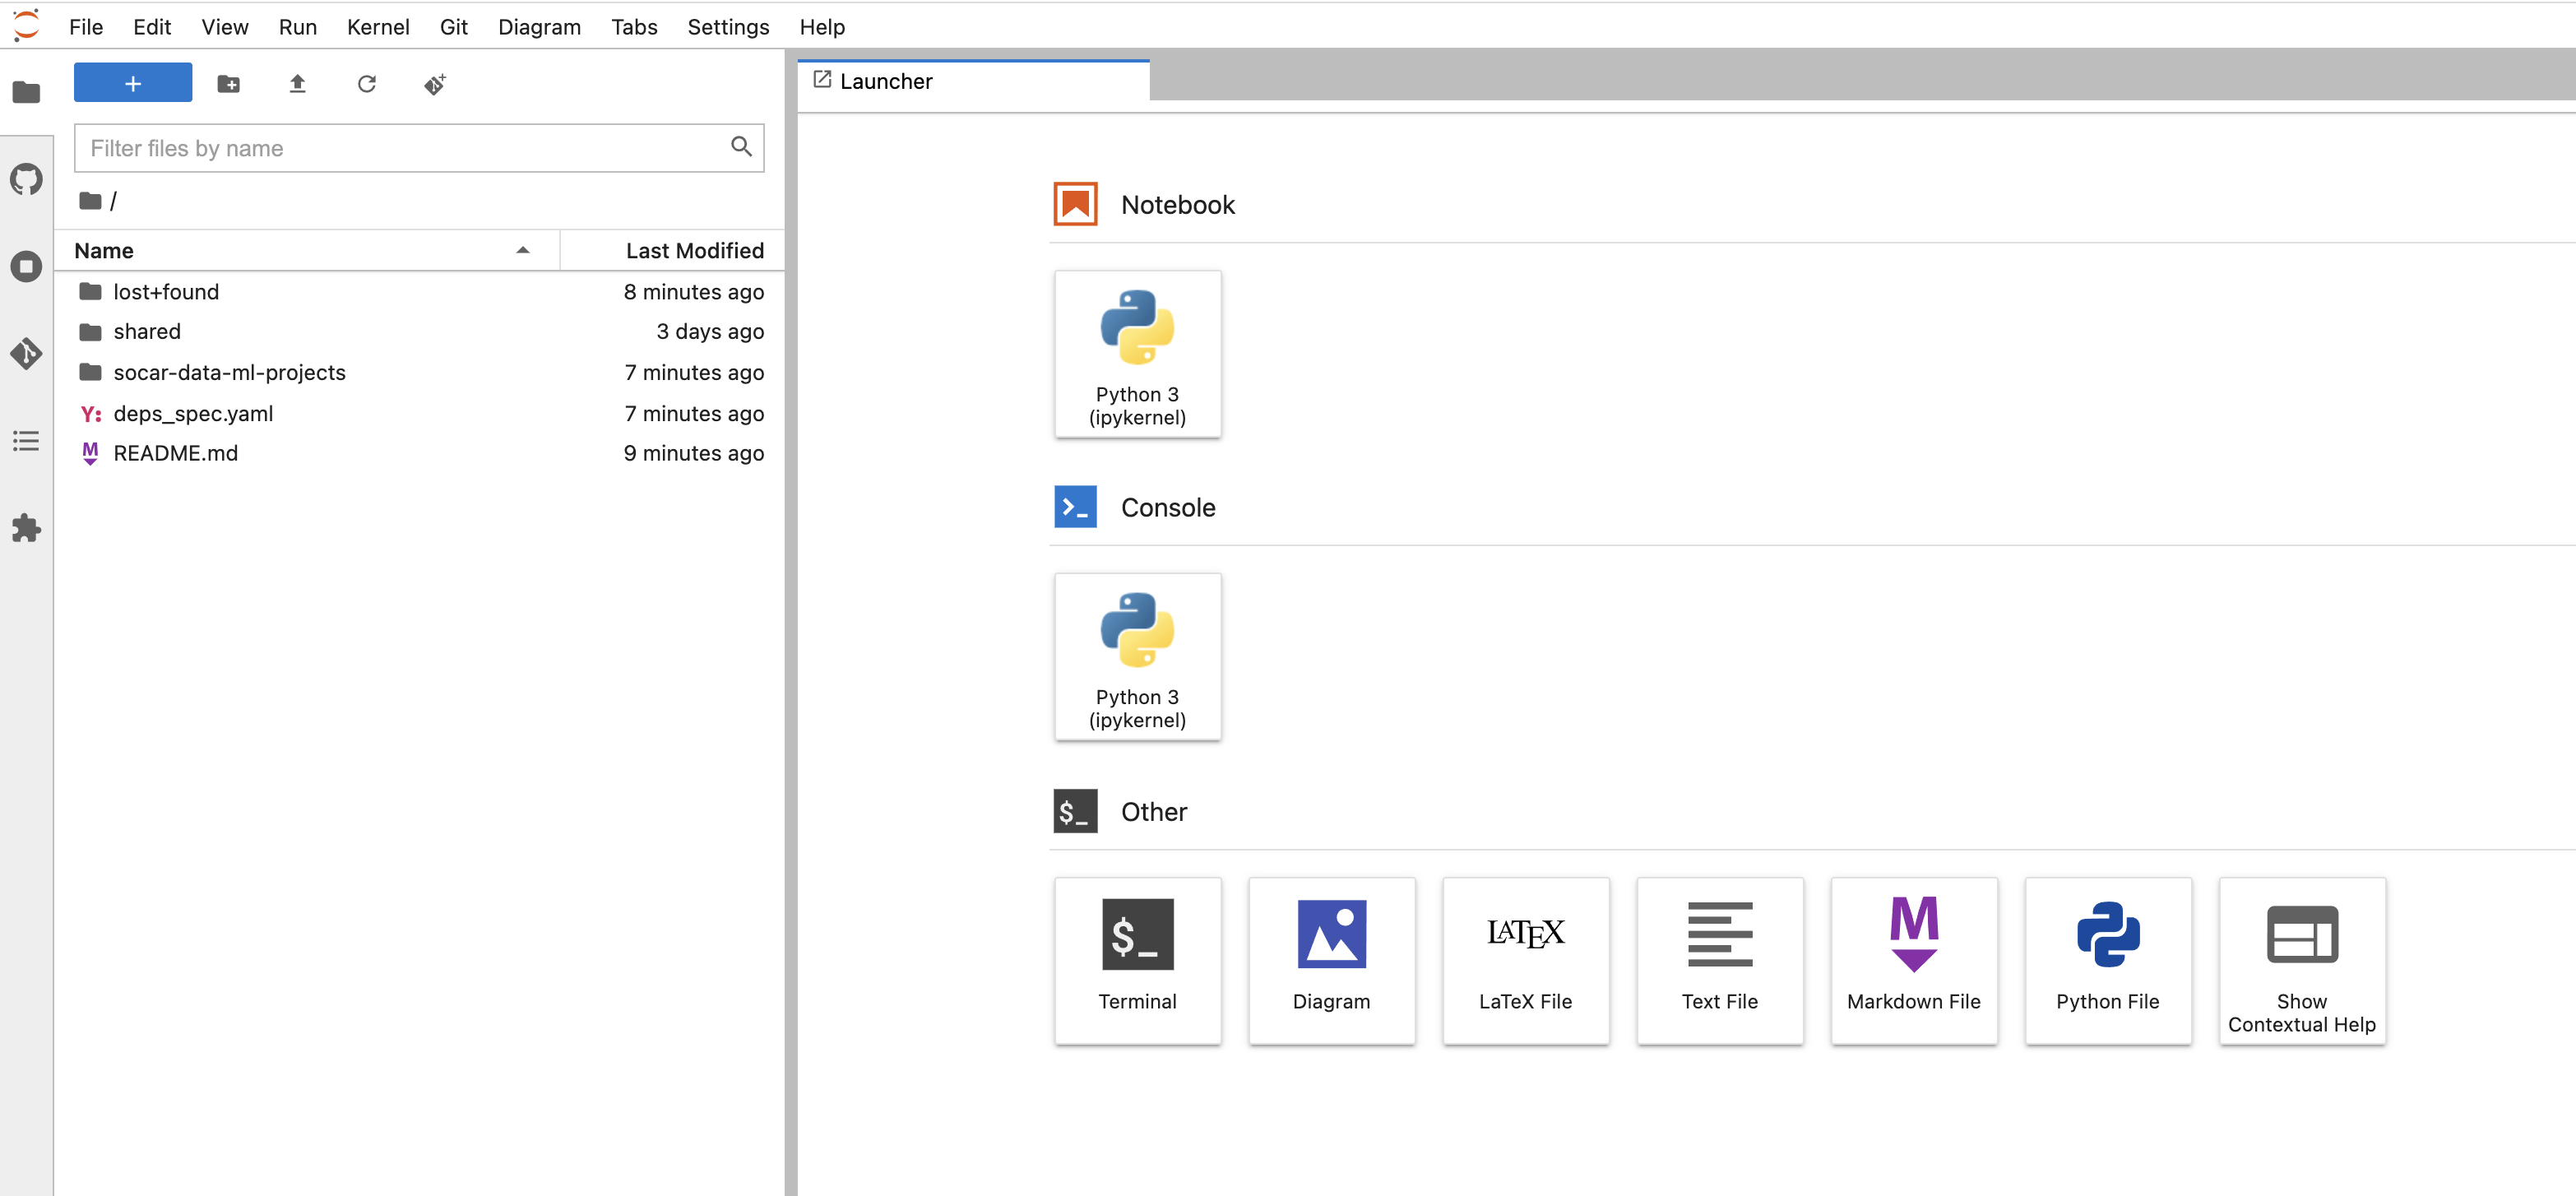 File Edit View Run Kernel Git Diagram Tabs Settings Help
+
Launcher
Filter files by name
/
Name Last Modified
lost+found 8 minutes ago
shared 3 days ago
socar-data-ml-projects 7 minutes ago
Y: deps_spec.yaml 7 minutes ago
M README.md 9 minutes ago
Notebook
Python 3
(ipykernel)
>_ Console
Python 3
(ipykernel)
$_ Other
$_
Terminal
Diagram
LATEX
LaTeX File
Text File
M
Markdown File
Python File
Show
Contextual Help